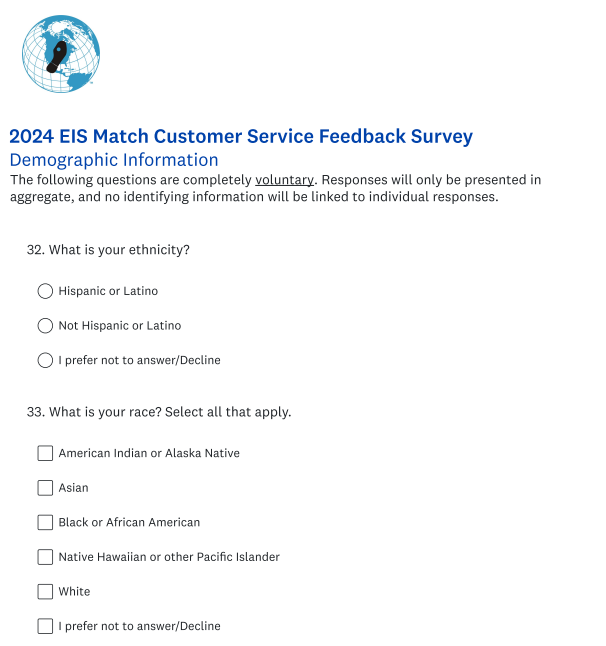 2024 EIS Match Customer Service Feedback Survey
Demographic Information
The following questions are completely voluntary. Responses will only be presented in
aggregate, and no identifying information will be linked to individual responses.
32. What is your ethnicity?
Hispanic or Latino
Not Hispanic or Latino
I prefer not to answer/Decline
33. What is your race? Select all that apply.
American Indian or Alaska Native
Asian
Black or African American
Native Hawaiian or other Pacific Islander
White
I prefer not to answer/Decline